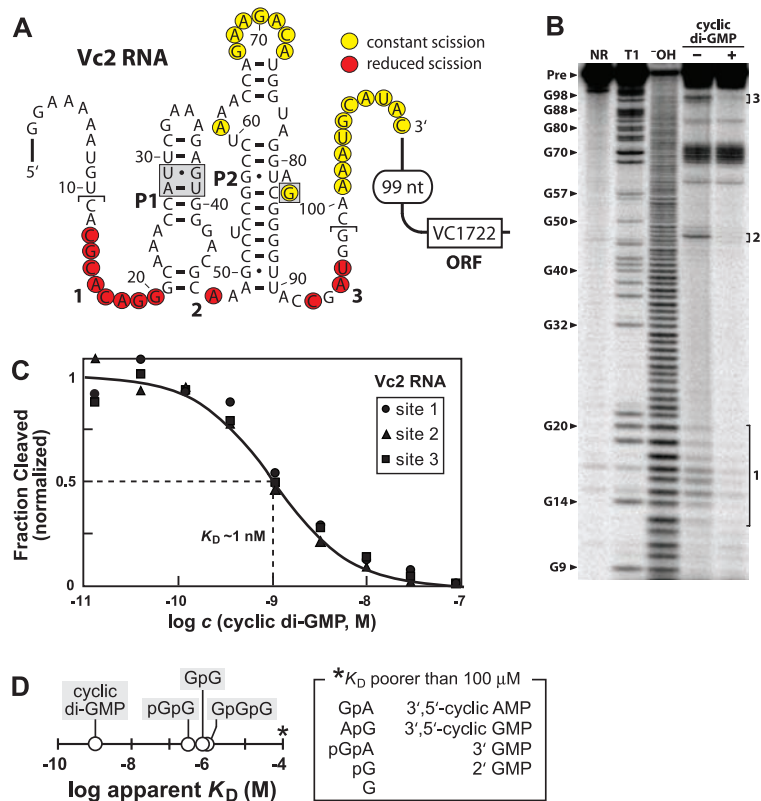 A
Vc2 RNA
constant scission
reduced scission
5′
10
20
30
40
50
60
70
80
90
100
P1
P2
1
2
3
3′
99 nt
VC1722
ORF
B
cyclic
di-GMP
NR T1 ⁻OH − +
Pre
G98
G88
G80
G70
G57
G50
G40
G32
G20
G14
G9
3
2
1
C
Fraction Cleaved
(normalized)
1
0.5
0
Vc2 RNA
site 1
site 2
site 3
KD ~1 nM
-11 -10 -9 -8 -7
log c (cyclic di-GMP, M)
D
cyclic
di-GMP
pGpG
GpG
GpGpG
*
-10 -8 -6 -4
log apparent KD (M)
*KD poorer than 100 μM
GpA 3′,5′-cyclic AMP
ApG 3′,5′-cyclic GMP
pGpA 3′ GMP
pG 2′ GMP
G